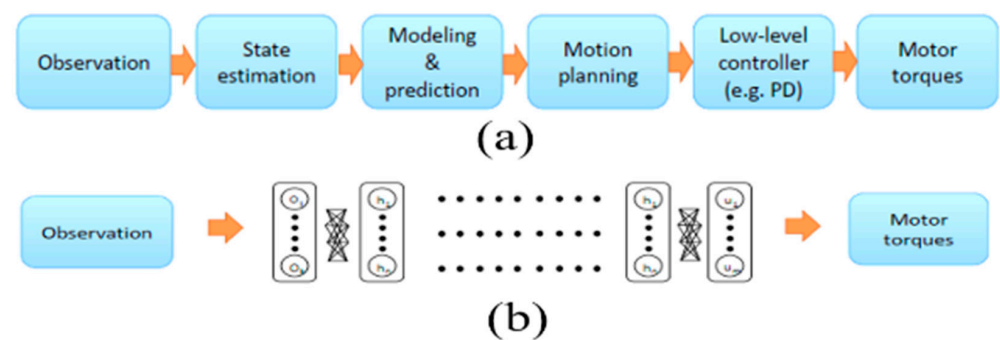 Observation
State
estimation
Modeling
&
prediction
Motion
planning
Low-level
controller
(e.g. PD)
Motor
torques
(a)
Observation
Motor
torques
(b)